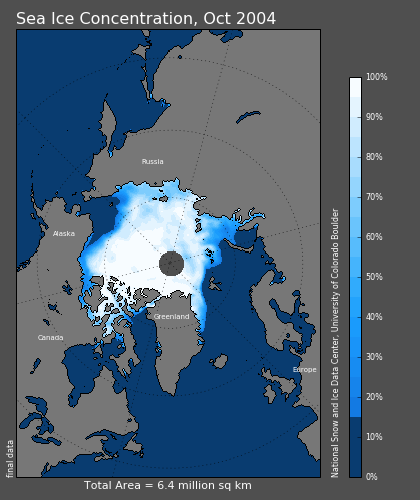 Sea Ice Concentration, Oct 2004
Russia
Alaska
Canada
Greenland
Europe
100%
90%
80%
70%
60%
50%
40%
30%
20%
10%
0%
National Snow and Ice Data Center, University of Colorado Boulder
final data
Total Area = 6.4 million sq km